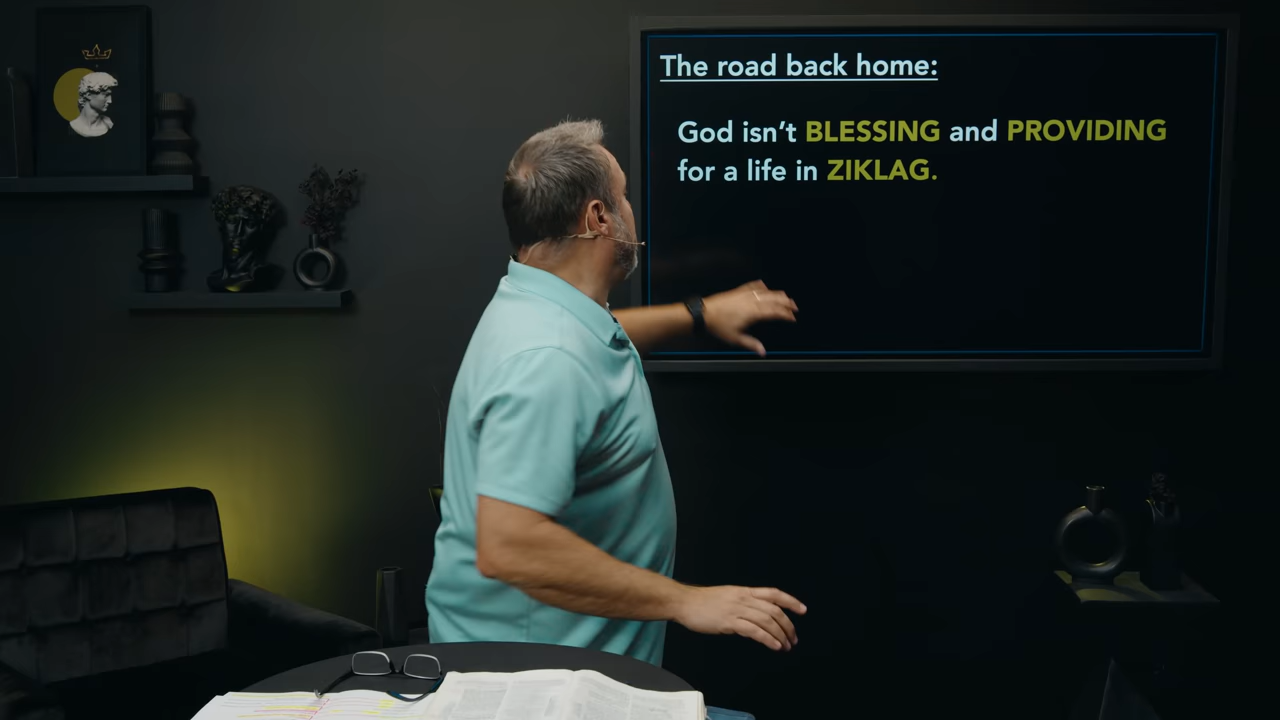 The road back home:
God isn't BLESSING and PROVIDING
for a life in ZIKLAG.